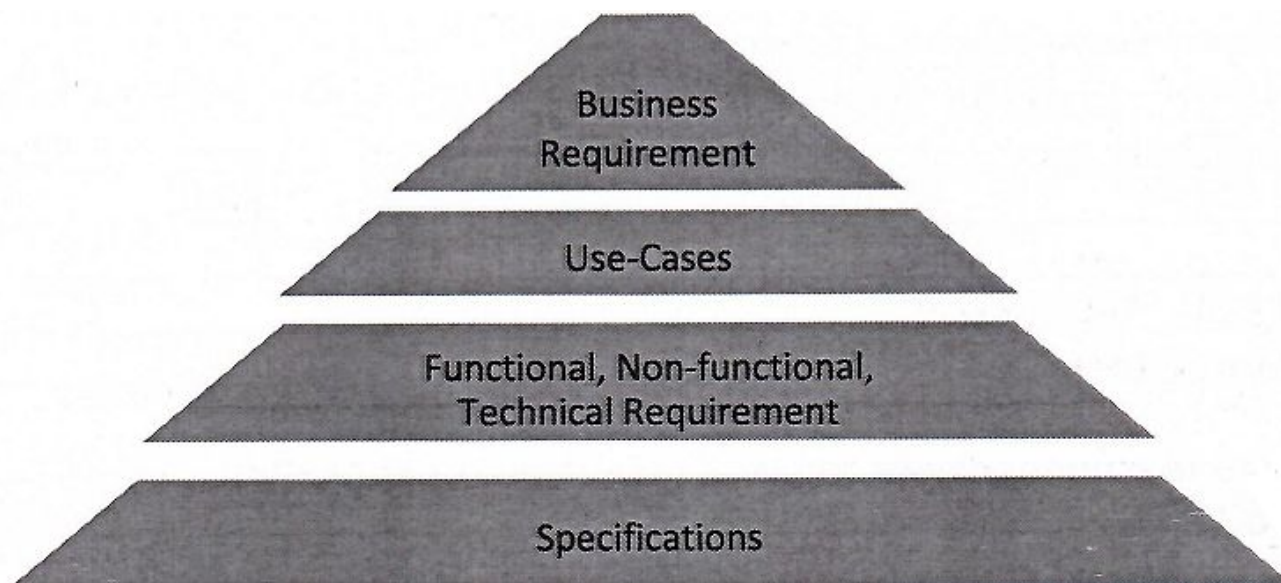 Business
Requirement
Use-Cases
Functional, Non-functional,
Technical Requirement
Specifications